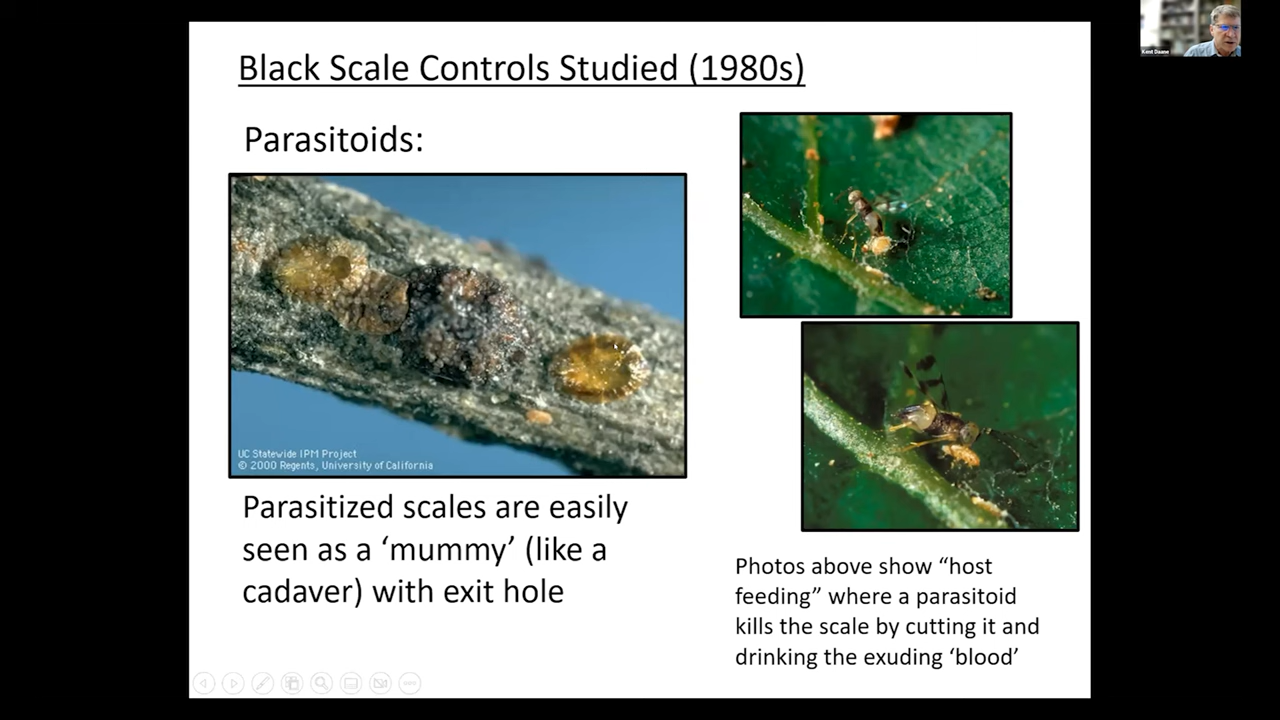 Black Scale Controls Studied (1980s)
Parasitoids:
UC Statewide IPM Project
© 2000 Regents, University of California
Parasitized scales are easily
seen as a ‘mummy’ (like a
cadaver) with exit hole
Photos above show “host
feeding” where a parasitoid
kills the scale by cutting it and
drinking the exuding ‘blood’
Kent Daane